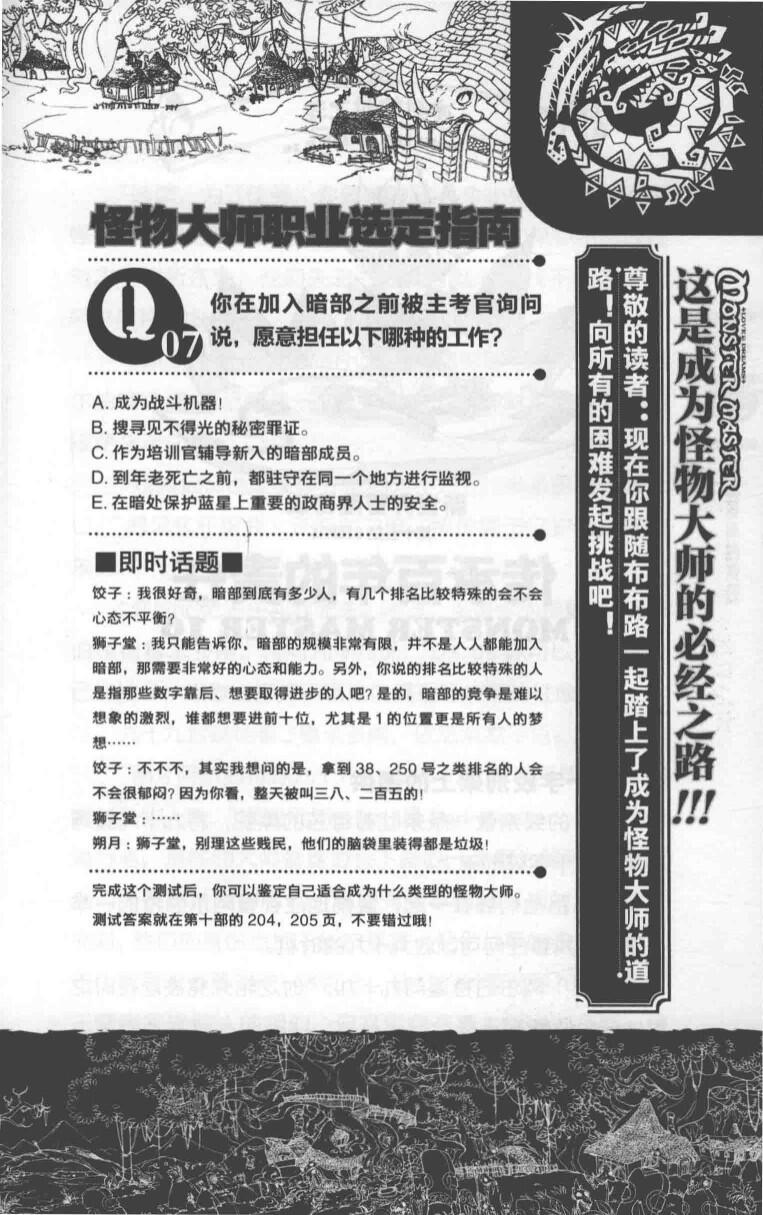 怪物大师职业选定指南
Q
07
你在加入暗部之前被主考官询问
说，愿意担任以下哪种的工作？
A. 成为战斗机器！
B. 搜寻见不得光的秘密罪证。
C. 作为培训官辅导新入的暗部成员。
D. 到年老死亡之前，都驻守在同一个地方进行监视。
E. 在暗处保护蓝星上重要的政商界人士的安全。
■即时话题■
饺子：我很好奇，暗部到底有多少人，有几个排名比较特殊的会不会
心态不平衡？
狮子堂：我只能告诉你，暗部的规模非常有限，并不是人人都能加入
暗部，那需要非常好的心态和能力。另外，你说的排名比较特殊的人
是指那些数字靠后、想要取得进步的人吧？是的，暗部的竞争是难以
想象的激烈，谁都想要进前十位，尤其是1的位置更是所有人的梦
想……
饺子：不不不，其实我想问的是，拿到38、250号之类排名的人会
不会很郁闷？因为你看，整天被叫三八、二百五的！
狮子堂：……
朔月：狮子堂，别理这些贱民，他们的脑袋里装得都是垃圾！
完成这个测试后，你可以鉴定自己适合成为什么类型的怪物大师。
测试答案就在第十部的204，205页，不要错过哦！
MONSTER MASTER
这是成为怪物大师的必经之路!!!
尊敬的读者：现在你跟随布布路一起踏上了成为怪物大师的道
路！向所有的困难发起挑战吧！